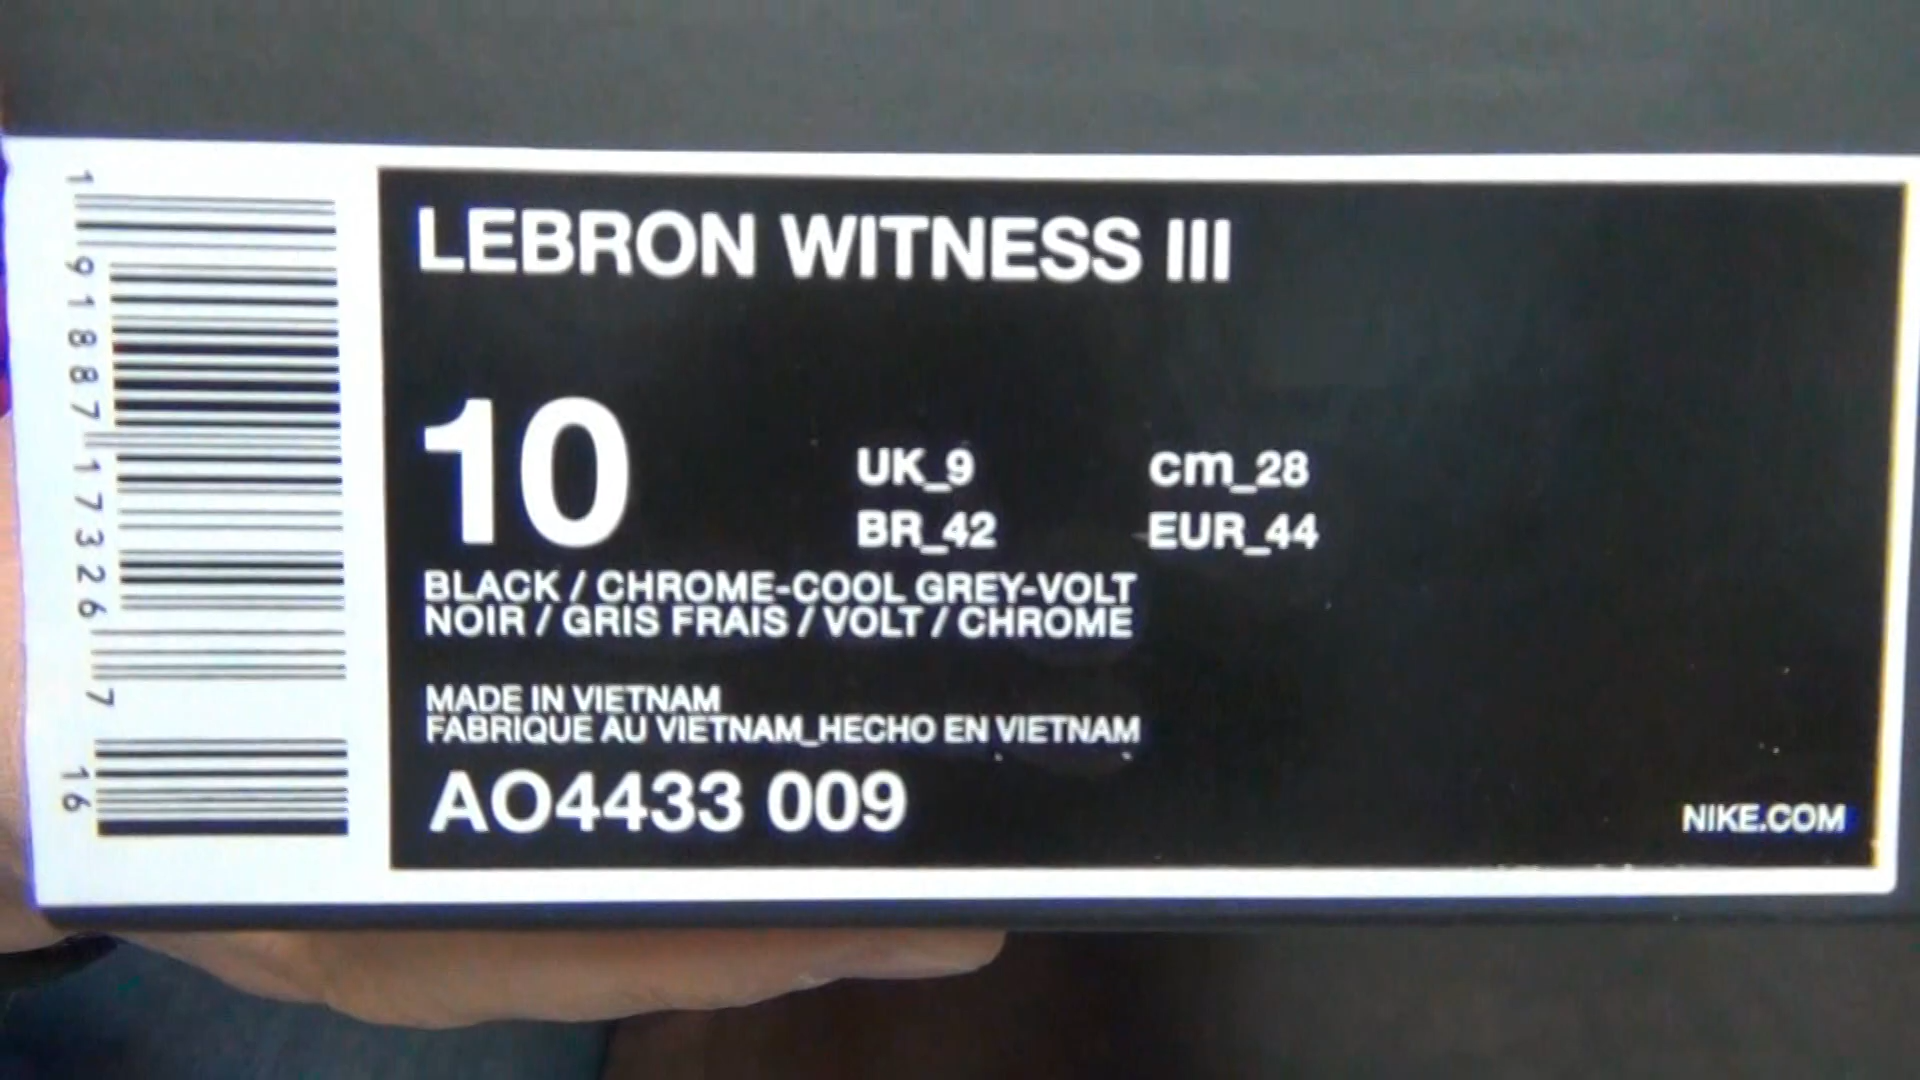 1 91887 17326 7
16
LEBRON WITNESS III
10
UK_9 cm_28
BR_42 EUR_44
BLACK / CHROME-COOL GREY-VOLT
NOIR / GRIS FRAIS / VOLT / CHROME
MADE IN VIETNAM
FABRIQUE AU VIETNAM_HECHO EN VIETNAM
AO4433 009
NIKE.COM